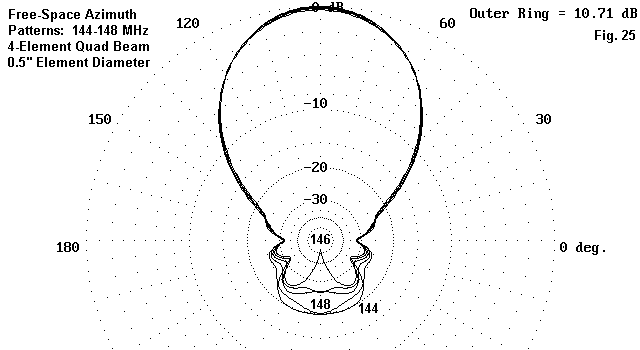 Free-Space Azimuth
Patterns: 144-148 MHz
4-Element Quad Beam
0.5" Element Diameter
0 dB
Outer Ring = 10.71 dB
Fig. 25
120
60
-10
150
30
-20
-30
180
146
0 deg.
148
144